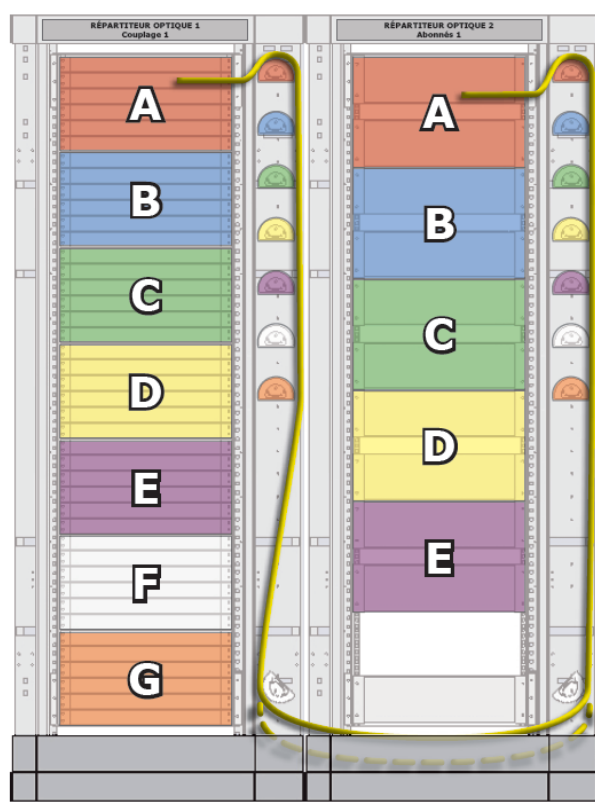 RÉPARTITEUR OPTIQUE 1
Couplage 1
RÉPARTITEUR OPTIQUE 2
Abonnés 1
A
B
C
D
E
F
G
A
B
C
D
E